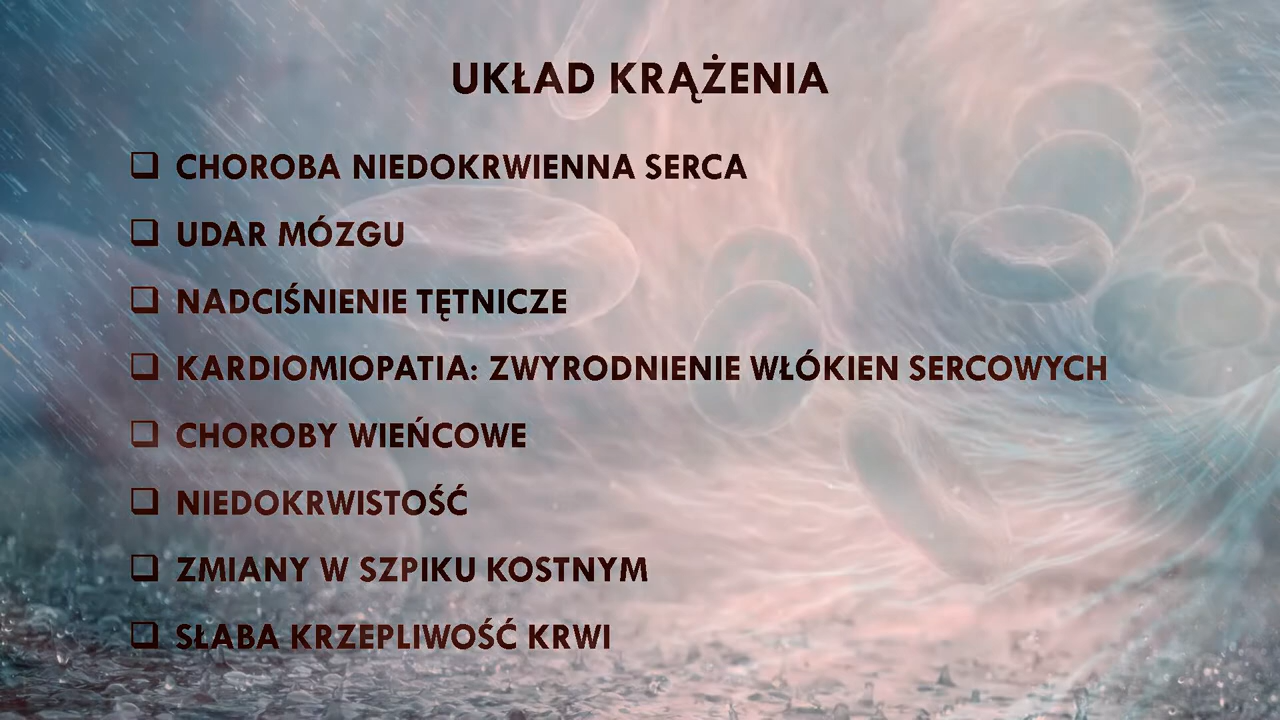 UKŁAD KRĄŻENIA
❑ CHOROBA NIEDOKRWIENNA SERCA
❑ UDAR MÓZGU
❑ NADCIŚNIENIE TĘTNICZE
❑ KARDIOMIOPATIA: ZWYRODNIENIE WŁÓKIEN SERCOWYCH
❑ CHOROBY WIEŃCOWE
❑ NIEDOKRWISTOŚĆ
❑ ZMIANY W SZPIKU KOSTNYM
❑ SŁABA KRZEPLIWOŚĆ KRWI